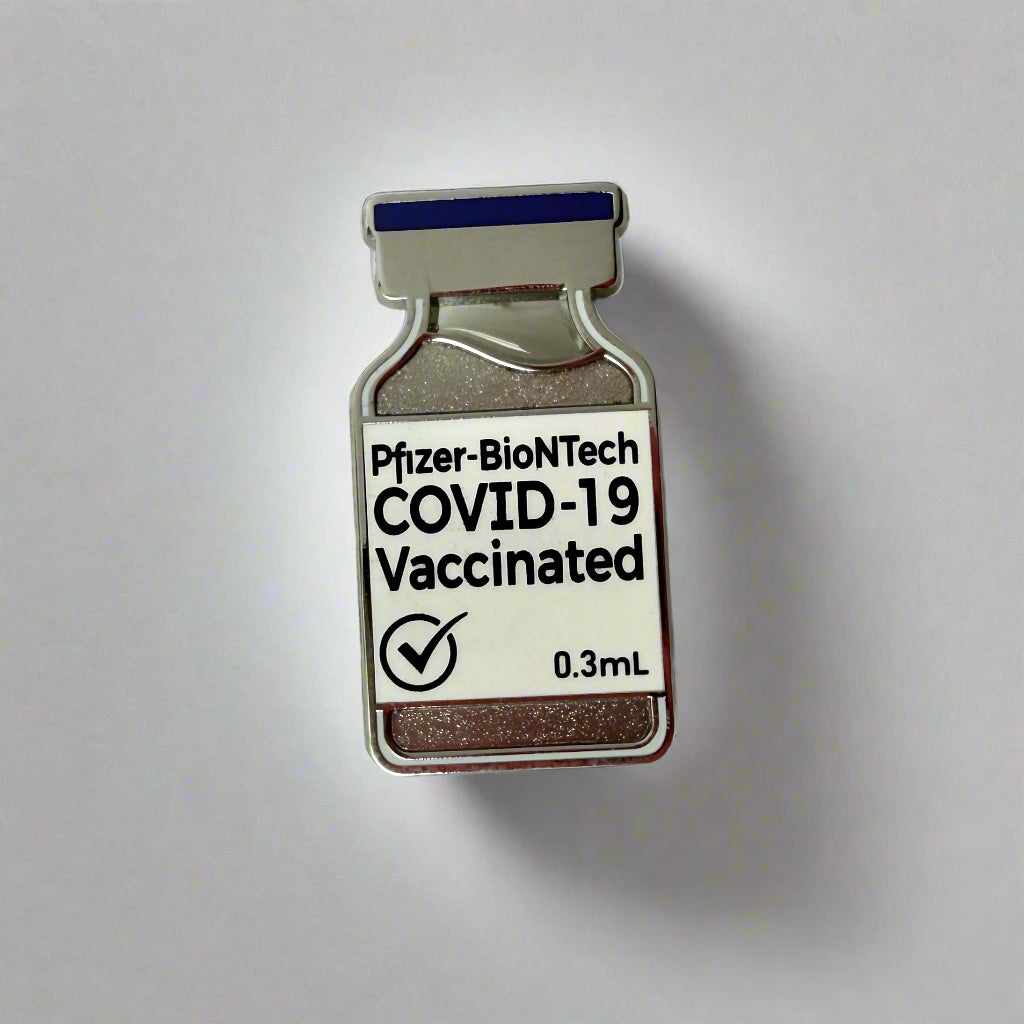 Pfizer-BioNTech
COVID-19
Vaccinated
0.3mL